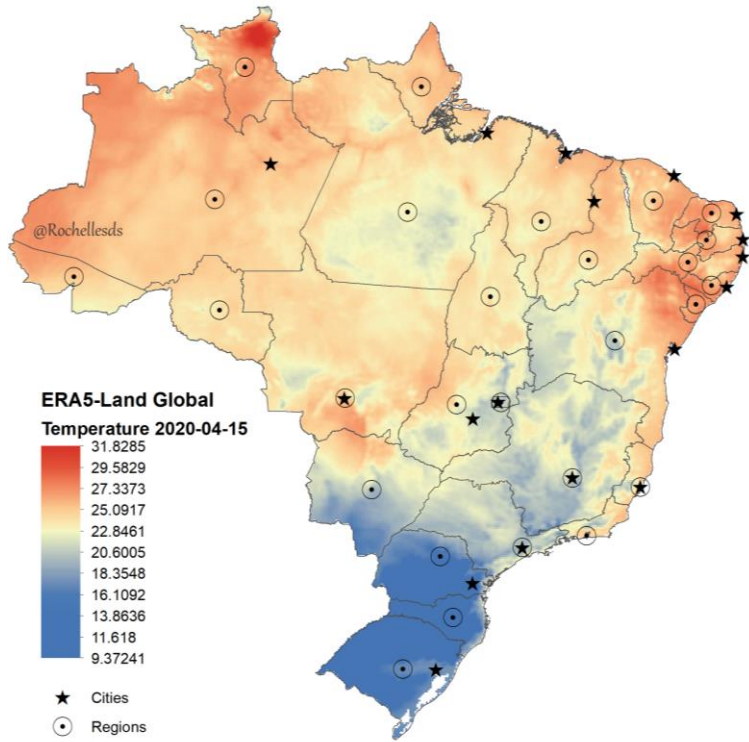 @Rochellesds
ERA5-Land Global
Temperature 2020-04-15
31.8285
29.5829
27.3373
25.0917
22.8461
20.6005
18.3548
16.1092
13.8636
11.618
9.37241
Cities
Regions